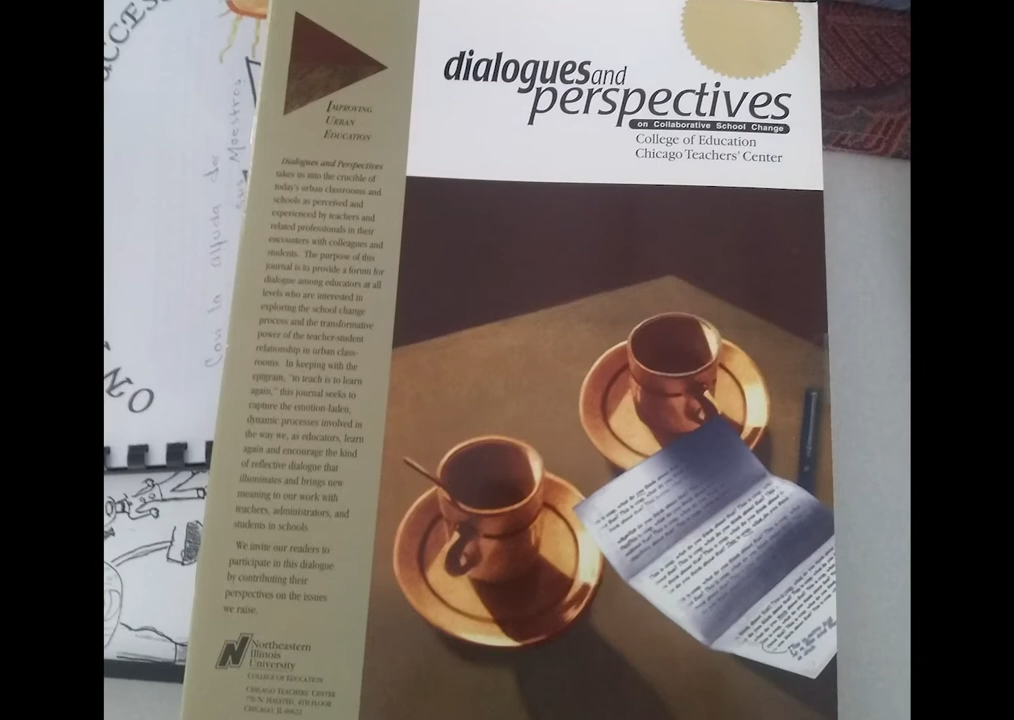 dialogues and
perspectives
on Collaborative School Change
College of Education
Chicago Teachers' Center
IMPROVING
URBAN
EDUCATION
Dialogues and Perspectives
takes us into the crucible of
today's urban classrooms and
schools as perceived and
experienced by teachers and
related professionals in their
encounters with colleagues and
students. The purpose of this
journal is to provide a forum for
dialogue among educators at all
levels who are interested in
exploring the school change
process and the transformative
power of the teacher-student
relationship in urban class-
rooms. In keeping with the
epigram, "to teach is to learn
again," this journal seeks to
capture the emotion-laden,
dynamic processes involved in
the way we, as educators, learn
again and encourage the kind
of reflective dialogue that
illuminates and brings new
meaning to our work with
teachers, administrators, and
students in schools.
We invite our readers to
participate in this dialogue
by contributing their
perspectives on the issues
we raise.
Northeastern
Illinois
University
COLLEGE OF EDUCATION
CHICAGO TEACHERS' CENTER
770 N. HALSTED, 4TH FLOOR
CHICAGO, IL 60622
Con la ayuda de
sus Maestros